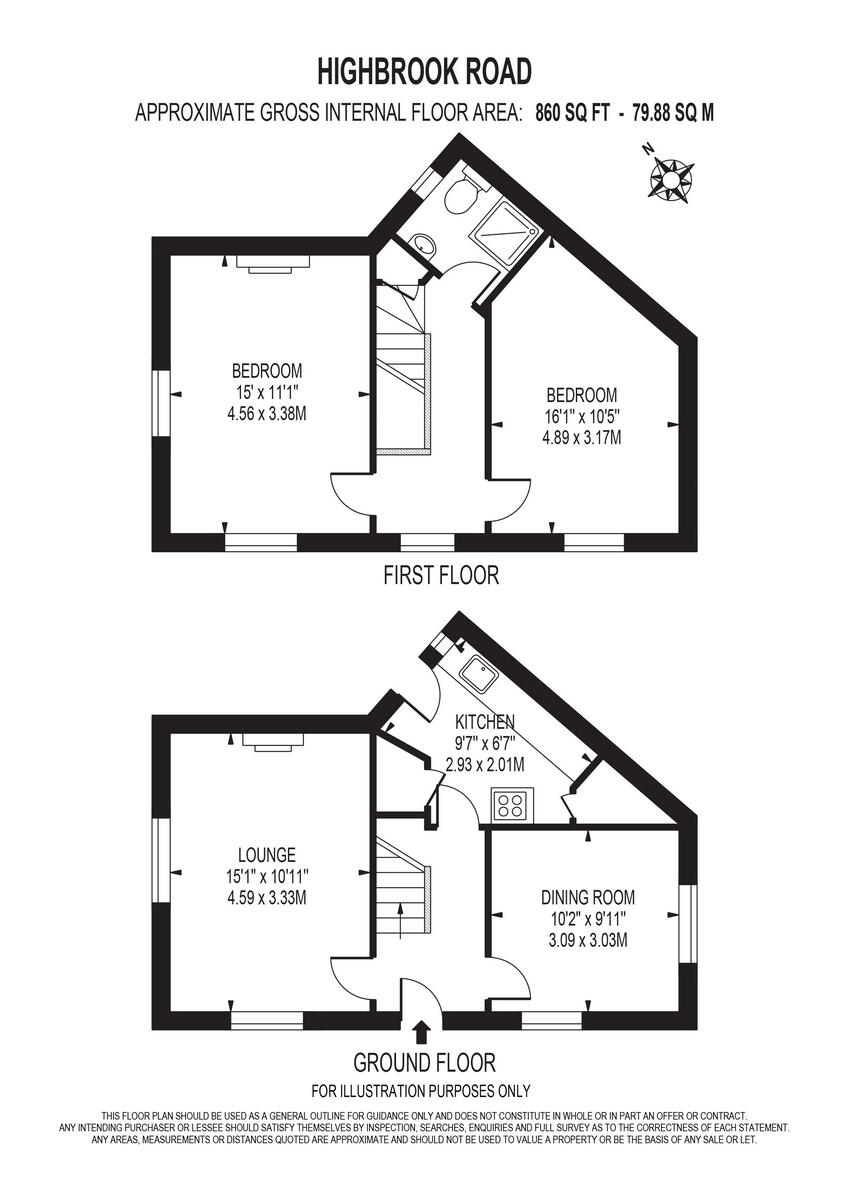 HIGHBROOK ROAD
APPROXIMATE GROSS INTERNAL FLOOR AREA: 860 SQ FT - 79.88 SQ M
N
BEDROOM
15' x 11'1"
4.56 x 3.38M
BEDROOM
16'1" x 10'5"
4.89 x 3.17M
FIRST FLOOR
KITCHEN
9'7" x 6'7"
2.93 x 2.01M
LOUNGE
15'1" x 10'11"
4.59 x 3.33M
DINING ROOM
10'2" x 9'11"
3.09 x 3.03M
GROUND FLOOR
FOR ILLUSTRATION PURPOSES ONLY
THIS FLOOR PLAN SHOULD BE USED AS A GENERAL OUTLINE FOR GUIDANCE ONLY AND DOES NOT CONSTITUTE IN WHOLE OR IN PART AN OFFER OR CONTRACT.
ANY INTENDING PURCHASER OR LESSEE SHOULD SATISFY THEMSELVES BY INSPECTION, SEARCHES, ENQUIRIES AND FULL SURVEY AS TO THE CORRECTNESS OF EACH STATEMENT.
ANY AREAS, MEASUREMENTS OR DISTANCES QUOTED ARE APPROXIMATE AND SHOULD NOT BE USED TO VALUE A PROPERTY OR BE THE BASIS OF ANY SALE OR LET.